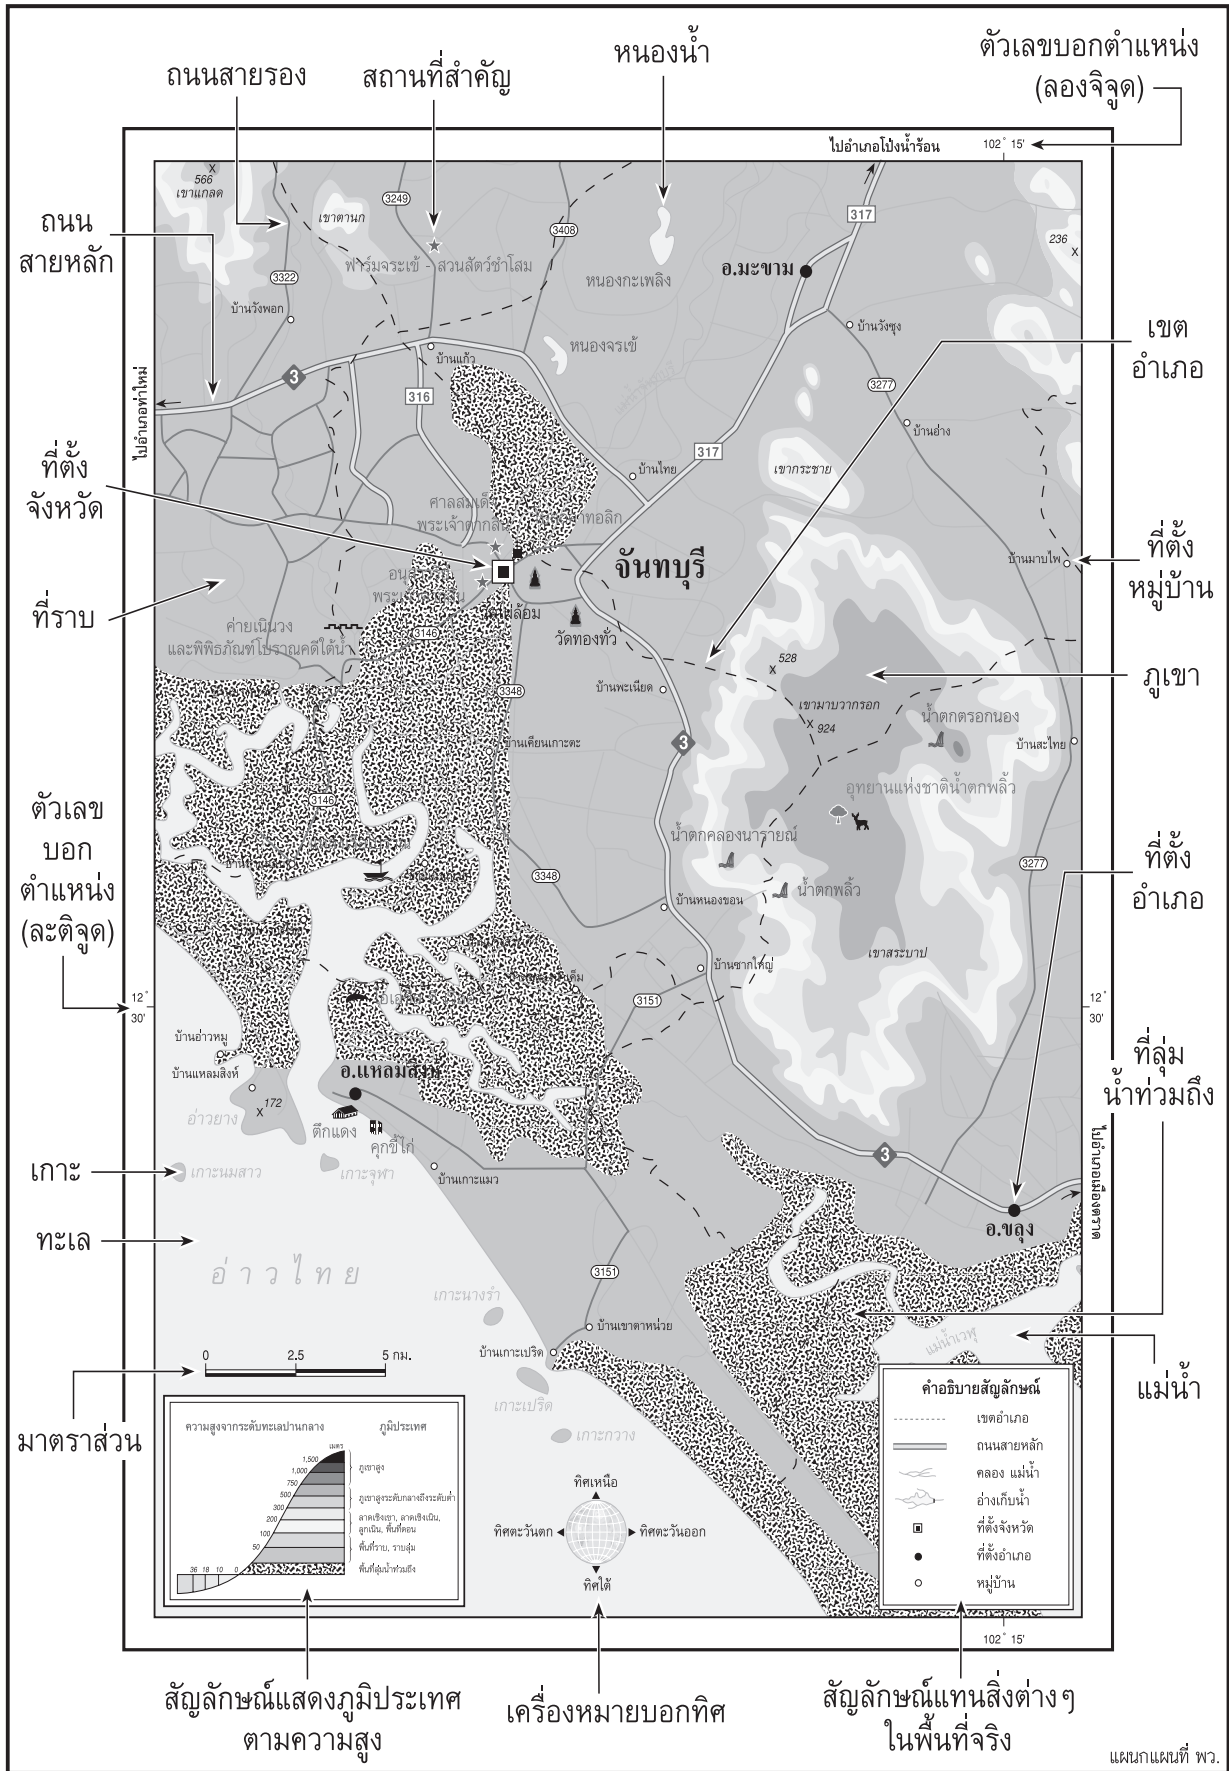 หนองน้ำ
ตัวเลขบอกตำแหน่ง
(ลองจิจูด)
ถนนสายรอง
สถานที่สำคัญ
ไปอำเภอโป่งน้ำร้อน
102° 15'
566
เขาแกลด
เขาตานก
3249
3408
317
236
ถนน
สายหลัก
ฟาร์มจระเข้ - สวนสัตว์ชำโสม
หนองกะเพลิง
อ.มะขาม
3322
บ้านวังพอก
บ้านวังซุง
เขต
อำเภอ
บ้านแก้ว
หนองจรเข้
3
316
3277
ไปอำเภอท่าใหม่
บ้านอ่าง
ที่ตั้ง
จังหวัด
317
บ้านไทย
เขากระชาย
ศาลสมเด็จ
พระเจ้าตากสิน
จันทบุรี
บ้านมาบไพ
ที่ตั้ง
หมู่บ้าน
ที่ราบ
ค่ายเนินวง
และพิพิธภัณฑ์โบราณคดีใต้น้ำ
3146
วัดทองทั่ว
528
ภูเขา
3348
บ้านพะเนียด
เขามาบวากรอก
924
น้ำตกตรอกนอง
บ้านเคียนเกาะตะ
3
บ้านสะไทย
อุทยานแห่งชาติน้ำตกพลิ้ว
3146
ตัวเลข
บอก
ตำแหน่ง
(ละติจูด)
น้ำตกคลองนารายณ์
3277
ที่ตั้ง
อำเภอ
3348
น้ำตกพลิ้ว
บ้านหนองขอน
เขาสระบาป
บ้านซากใหญ่
12°
30'
3151
12°
30'
บ้านอ่าวหมู
บ้านแหลมสิงห์
อ.แหลมสิงห์
ที่ลุ่ม
น้ำท่วมถึง
172
อ่าวยาง
ตึกแดง
คุกขี้ไก่
ไปอำเภอเมืองตราด
เกาะ
เกาะนมสาว
เกาะจุฬา
บ้านเกาะแมว
3
ทะเล
อ.ขลุง
อ่าวไทย
3151
เกาะนางรำ
บ้านเขาตาหน่วย
บ้านเกาะเปริด
แม่น้ำเวฬุ
แม่น้ำ
0 2.5 5 กม.
มาตราส่วน
เกาะเปริด
เกาะกวาง
ความสูงจากระดับทะเลปานกลาง
ภูมิประเทศ
เมตร
1,500
1,000
750
500
300
200
100
50
36 18 10 0
ภูเขาสูง
ภูเขาสูงระดับกลางถึงระดับต่ำ
ลาดเชิงเขา, ลาดเชิงเนิน,
ลูกเนิน, พื้นที่ดอน
พื้นที่ราบ, ราบลุ่ม
พื้นที่ลุ่มน้ำท่วมถึง
ทิศเหนือ
ทิศตะวันตก
ทิศตะวันออก
ทิศใต้
คำอธิบายสัญลักษณ์
เขตอำเภอ
ถนนสายหลัก
คลอง แม่น้ำ
อ่างเก็บน้ำ
ที่ตั้งจังหวัด
ที่ตั้งอำเภอ
หมู่บ้าน
102° 15'
สัญลักษณ์แสดงภูมิประเทศ
ตามความสูง
เครื่องหมายบอกทิศ
สัญลักษณ์แทนสิ่งต่างๆ
ในพื้นที่จริง
แผนกแผนที่ พว.